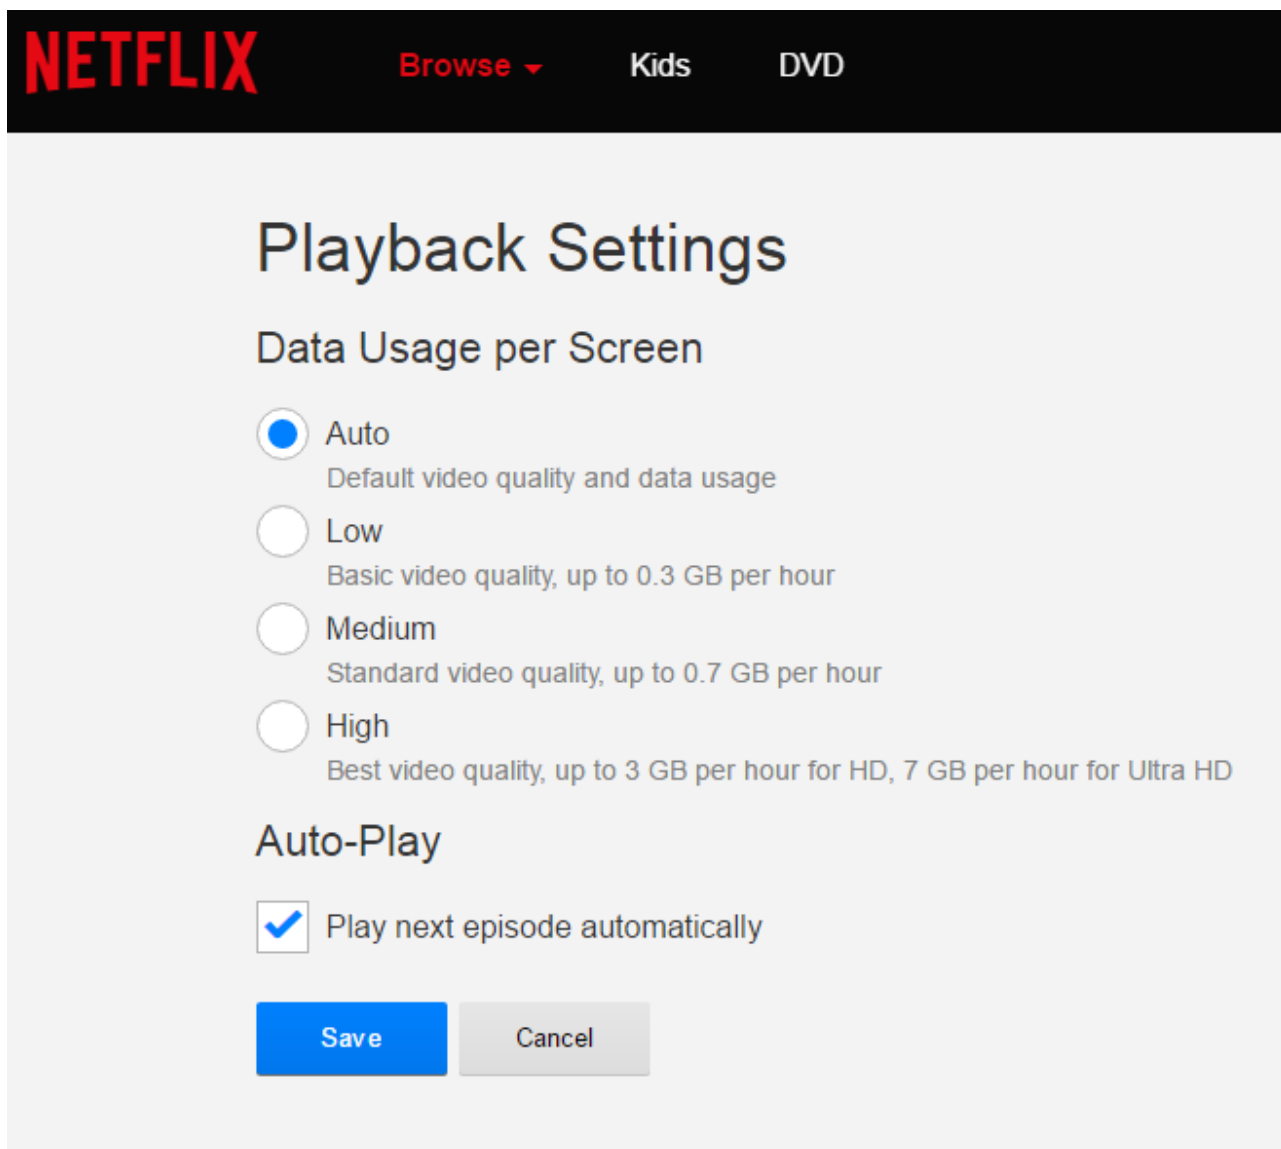 NETFLIX Browse Kids DVD
Playback Settings
Data Usage per Screen
Auto
Default video quality and data usage
Low
Basic video quality, up to 0.3 GB per hour
Medium
Standard video quality, up to 0.7 GB per hour
High
Best video quality, up to 3 GB per hour for HD, 7 GB per hour for Ultra HD
Auto-Play
Play next episode automatically
Save Cancel